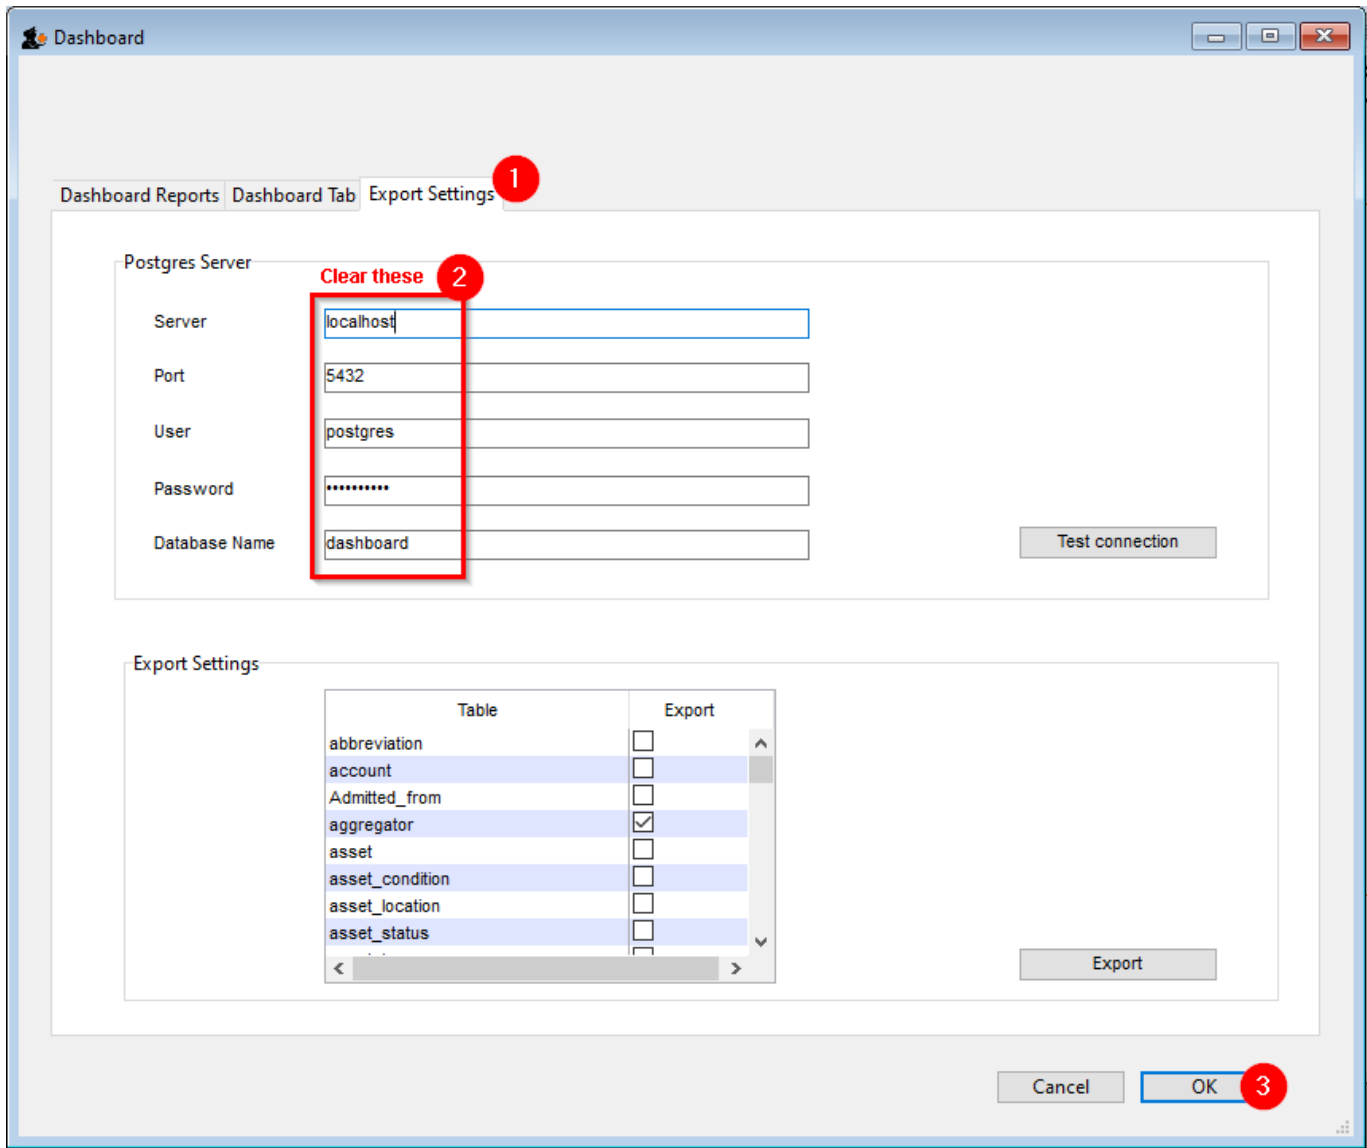 Dashboard
Dashboard Reports Dashboard Tab Export Settings 1
Postgres Server
Clear these 2
Server localhost
Port 5432
User postgres
Password ••••••••••
Database Name dashboard
Test connection
Export Settings
Table Export
abbreviation
account
Admitted_from
aggregator
asset
asset_condition
asset_location
asset_status
Export
Cancel OK 3